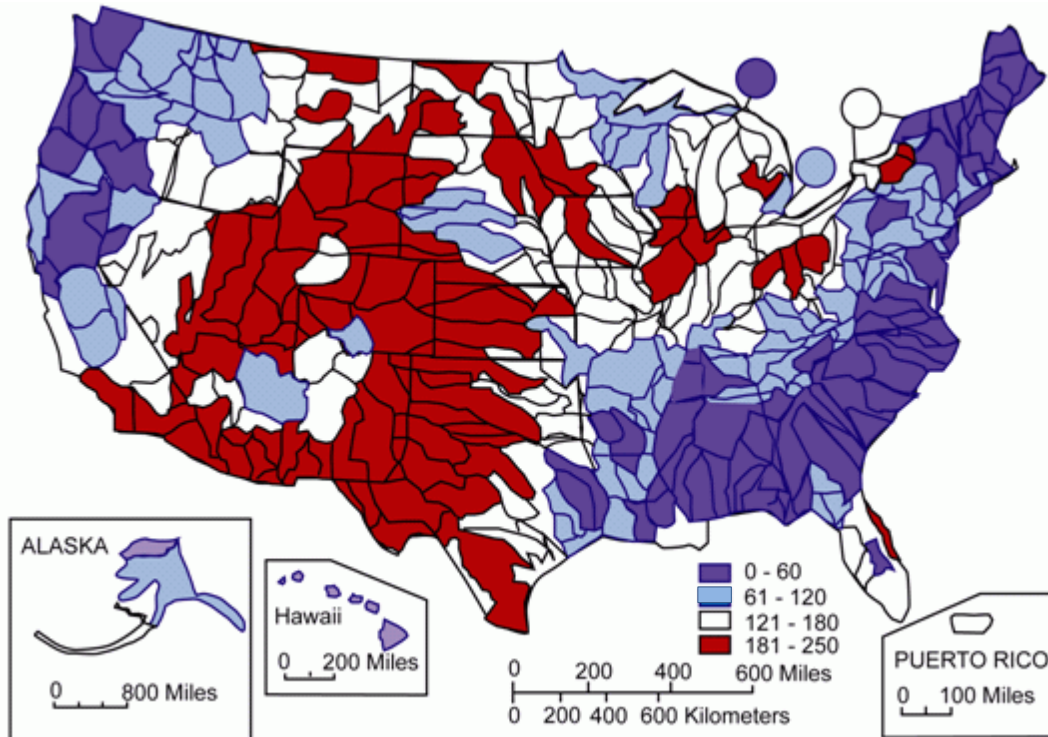 ALASKA
0 800 Miles
Hawaii
0 200 Miles
0 - 60
61 - 120
121 - 180
181 - 250
0 200 400 600 Miles
0 200 400 600 Kilometers
PUERTO RICO
0 100 Miles